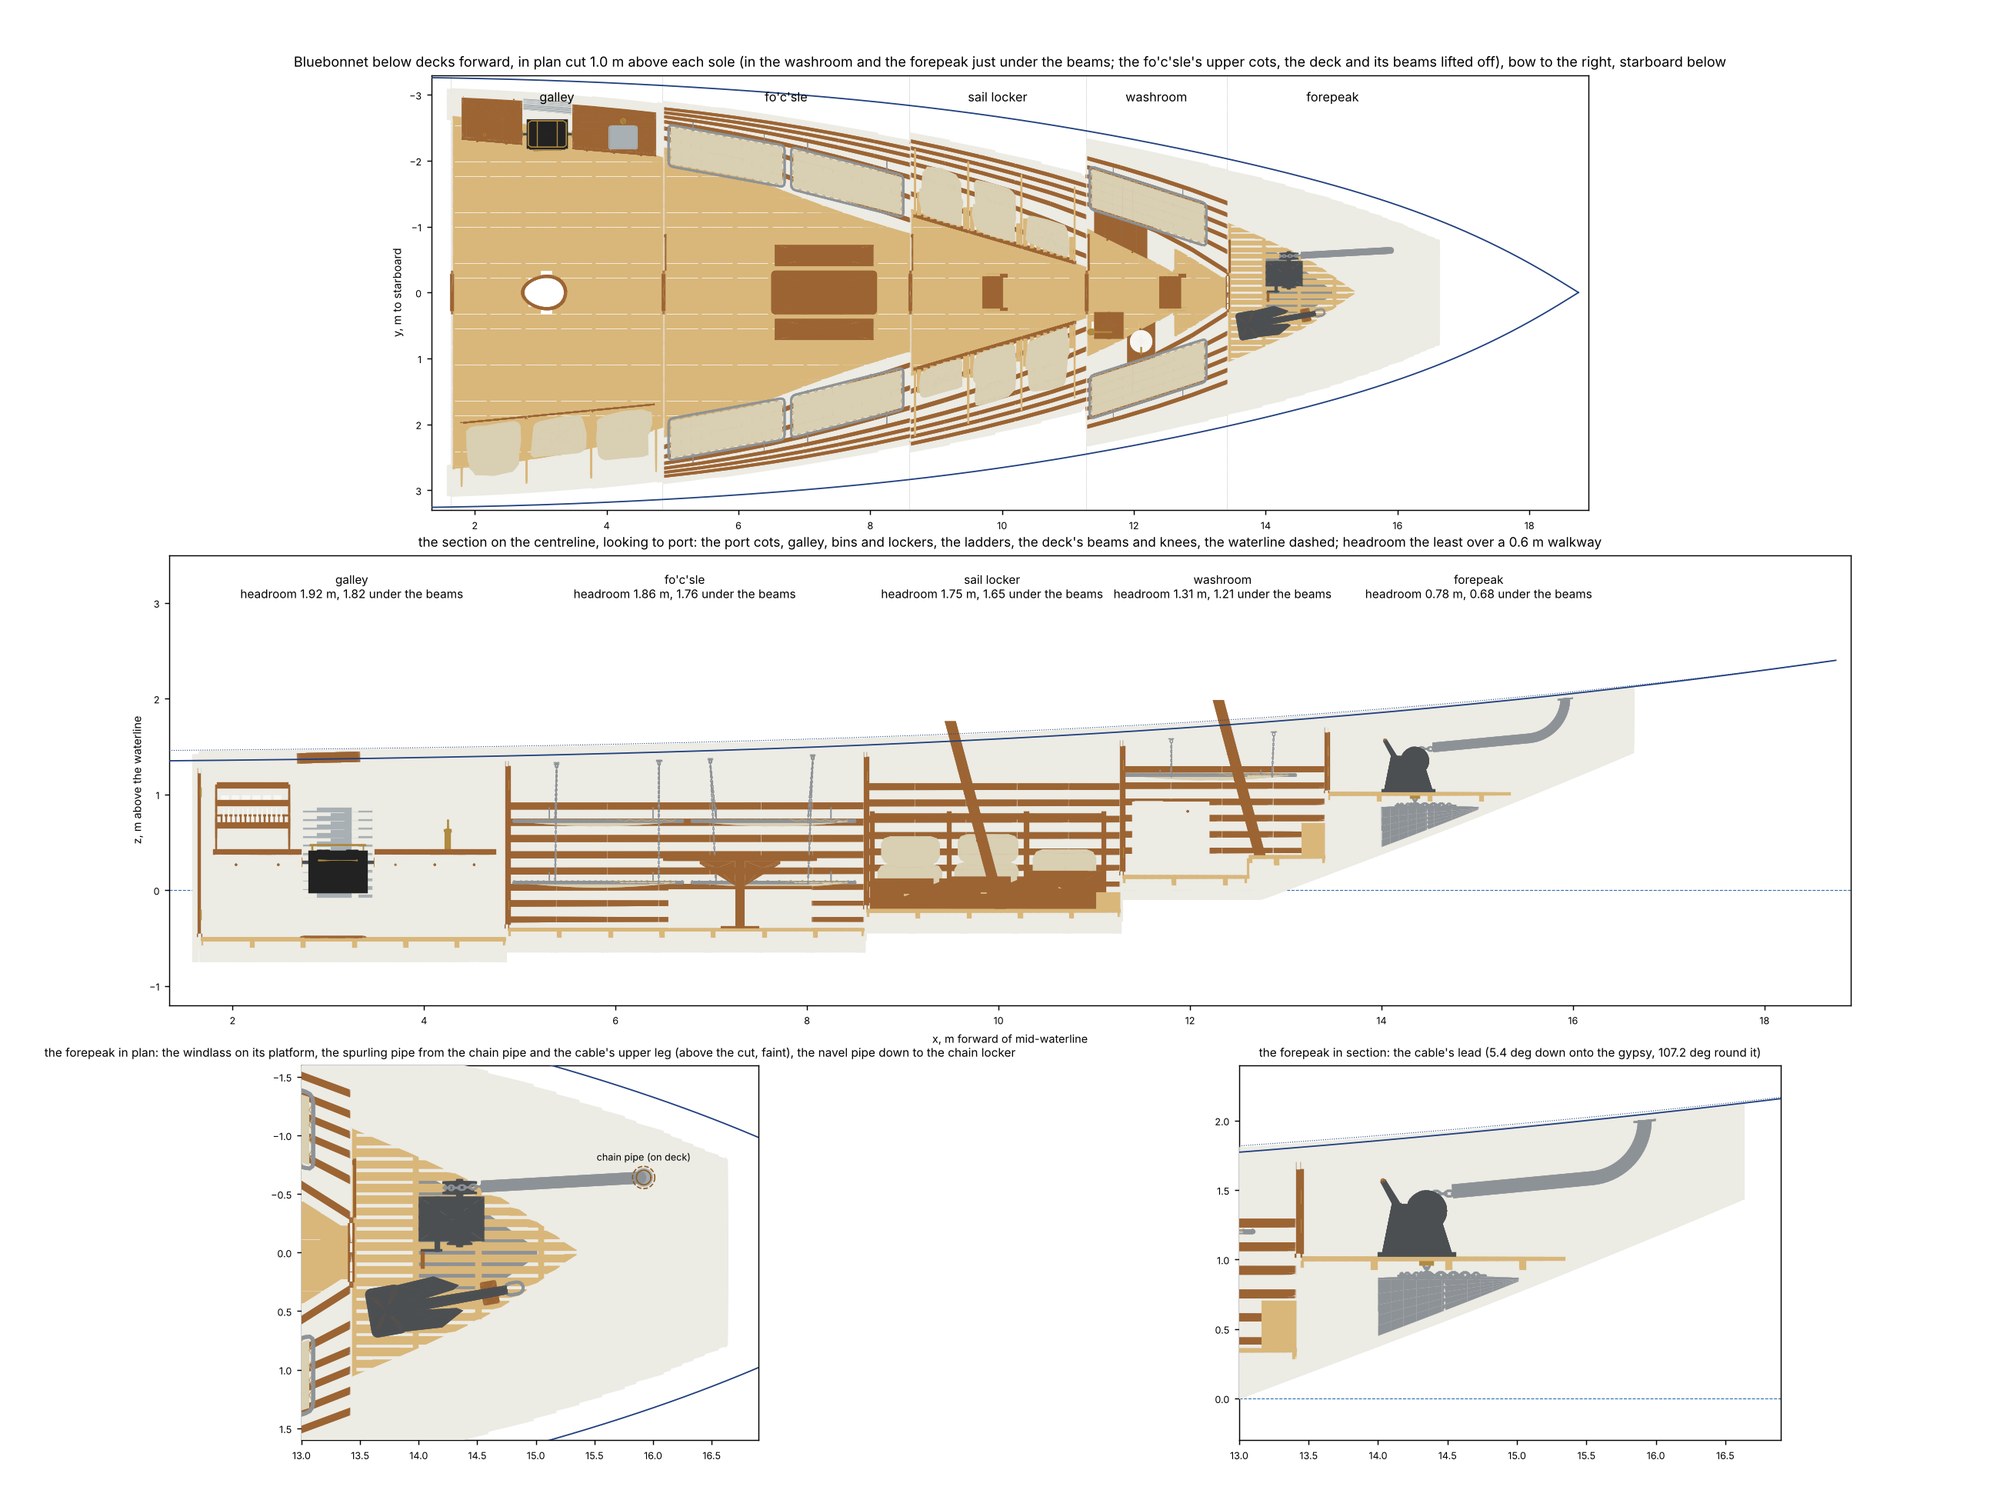 Bluebonnet below decks forward, in plan cut 1.0 m above each sole (in the washroom and the forepeak just under the beams; the fo'c'sle's upper cots, the deck and its beams lifted off), bow to the right, starboard below
galley fo'c'sle sail locker washroom forepeak
−3
−2
−1
0
1
2
3
y, m to starboard
2 4 6 8 10 12 14 16 18
the section on the centreline, looking to port: the port cots, galley, bins and lockers, the ladders, the deck's beams and knees, the waterline dashed; headroom the least over a 0.6 m walkway
galley fo'c'sle sail locker washroom forepeak
headroom 1.92 m, 1.82 under the beams headroom 1.86 m, 1.76 under the beams headroom 1.75 m, 1.65 under the beams headroom 1.31 m, 1.21 under the beams headroom 0.78 m, 0.68 under the beams
3
2
1
0
−1
z, m above the waterline
2 4 6 8 10 12 14 16 18
x, m forward of mid-waterline
the forepeak in plan: the windlass on its platform, the spurling pipe from the chain pipe and the cable's upper leg (above the cut, faint), the navel pipe down to the chain locker
−1.5
−1.0
−0.5
0.0
0.5
1.0
1.5
chain pipe (on deck)
13.0 13.5 14.0 14.5 15.0 15.5 16.0 16.5
the forepeak in section: the cable's lead (5.4 deg down onto the gypsy, 107.2 deg round it)
2.0
1.5
1.0
0.5
0.0
13.0 13.5 14.0 14.5 15.0 15.5 16.0 16.5